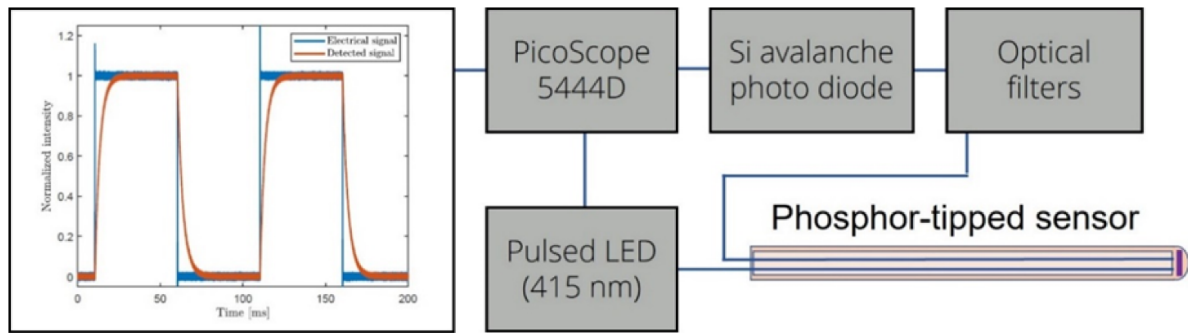 1.2
1
0.8
0.6
0.4
0.2
0
0
50
100
150
200
Normalized intensity
Time [ms]
Electrical signal
Detected signal
PicoScope
5444D
Si avalanche
photo diode
Optical
filters
Pulsed LED
(415 nm)
Phosphor-tipped sensor